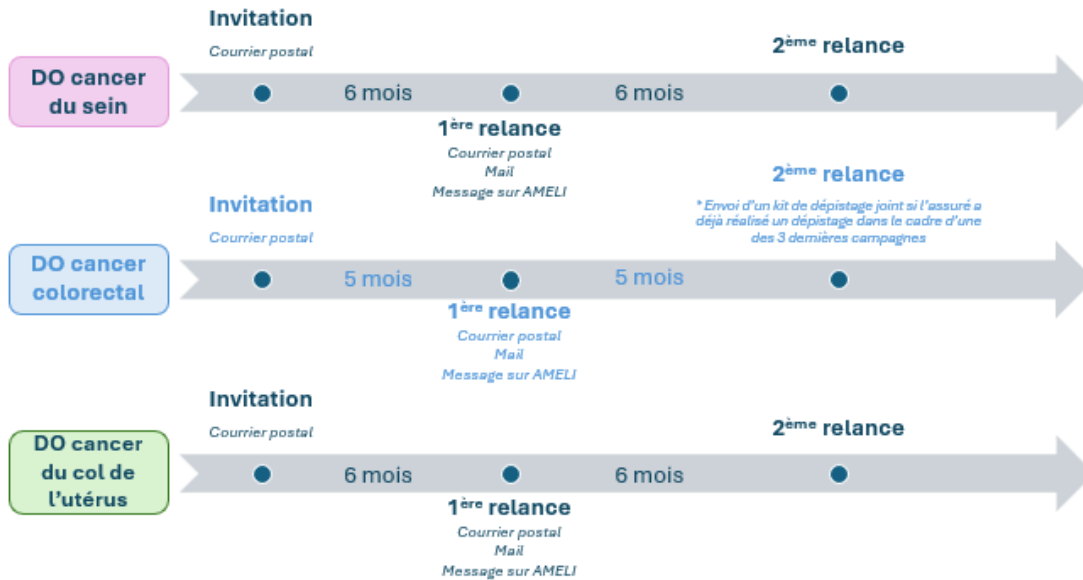 Invitation
Courrier postal
2ème relance
DO cancer
du sein
6 mois
6 mois
1ère relance
Courrier postal
Mail
Message sur AMELI
Invitation
Courrier postal
2ème relance
* Envoi d'un kit de dépistage joint si l'assuré a
déjà réalisé un dépistage dans le cadre d'une
des 3 dernières campagnes
DO cancer
colorectal
5 mois
5 mois
1ère relance
Courrier postal
Mail
Message sur AMELI
Invitation
Courrier postal
2ème relance
DO cancer
du col de
l'utérus
6 mois
6 mois
1ère relance
Courrier postal
Mail
Message sur AMELI